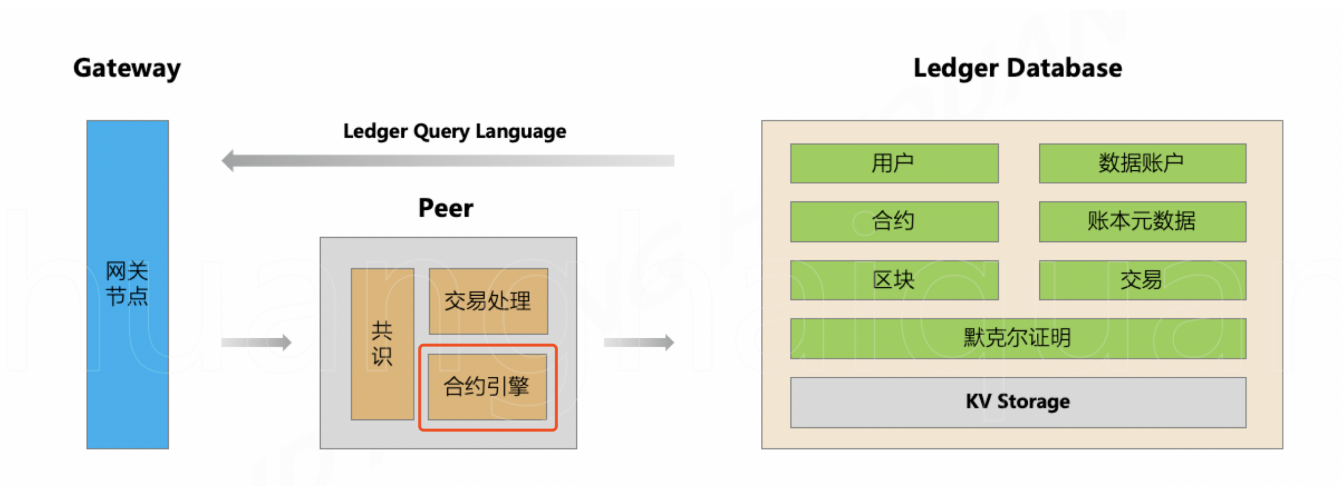 Gateway
Ledger Database
Ledger Query Language
Peer
网关
节点
共
识
交易处理
合约引擎
用户
数据账户
合约
账本元数据
区块
交易
默克尔证明
KV Storage
huanghaiquan